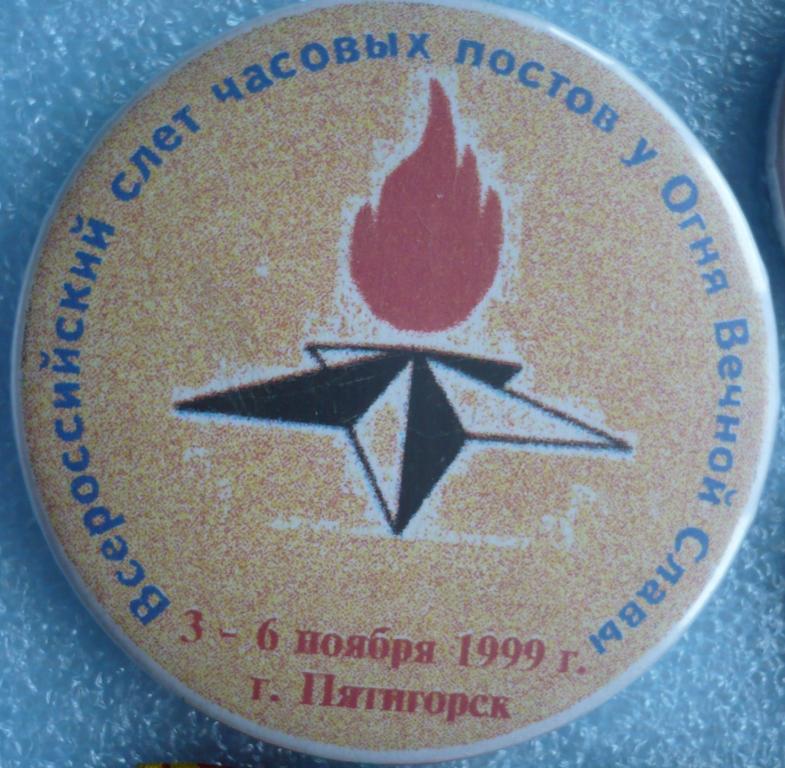 Всероссийский слет часовых постов у Огня Вечной Славы
3 - 6 ноября 1999 г.
г. Пятигорск